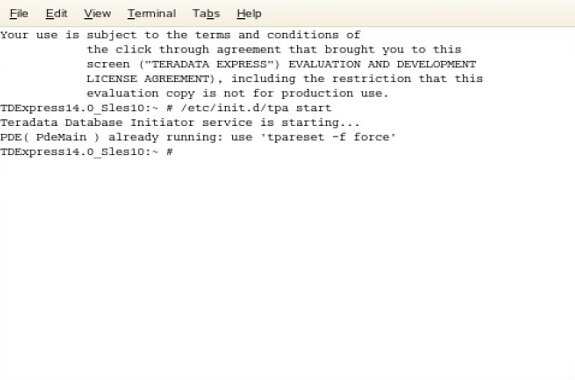 File Edit View Terminal Tabs Help
Your use is subject to the terms and conditions of
the click through agreement that brought you to this
screen ("TERADATA EXPRESS") EVALUATION AND DEVELOPMENT
LICENSE AGREEMENT), including the restriction that this
evaluation copy is not for production use.
TDExpress14.0_Sles10:~ # /etc/init.d/tpa start
Teradata Database Initiator service is starting...
PDE( PdeMain ) already running: use 'tpareset -f force'
TDExpress14.0_Sles10:~ #